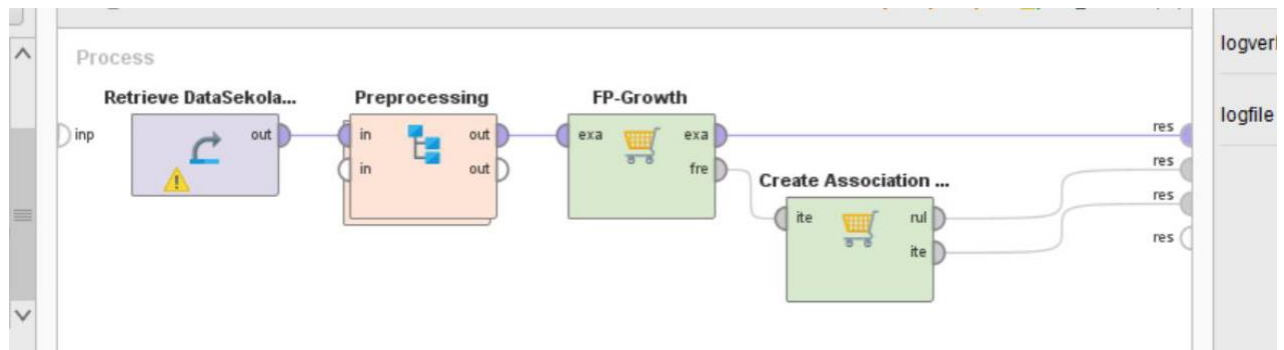 Process
Retrieve DataSekola...
Preprocessing
FP-Growth
inp
out
in
out
in
out
exa
exa
fre
Create Association ...
ite
rul
ite
res
res
res
res
logver
logfile